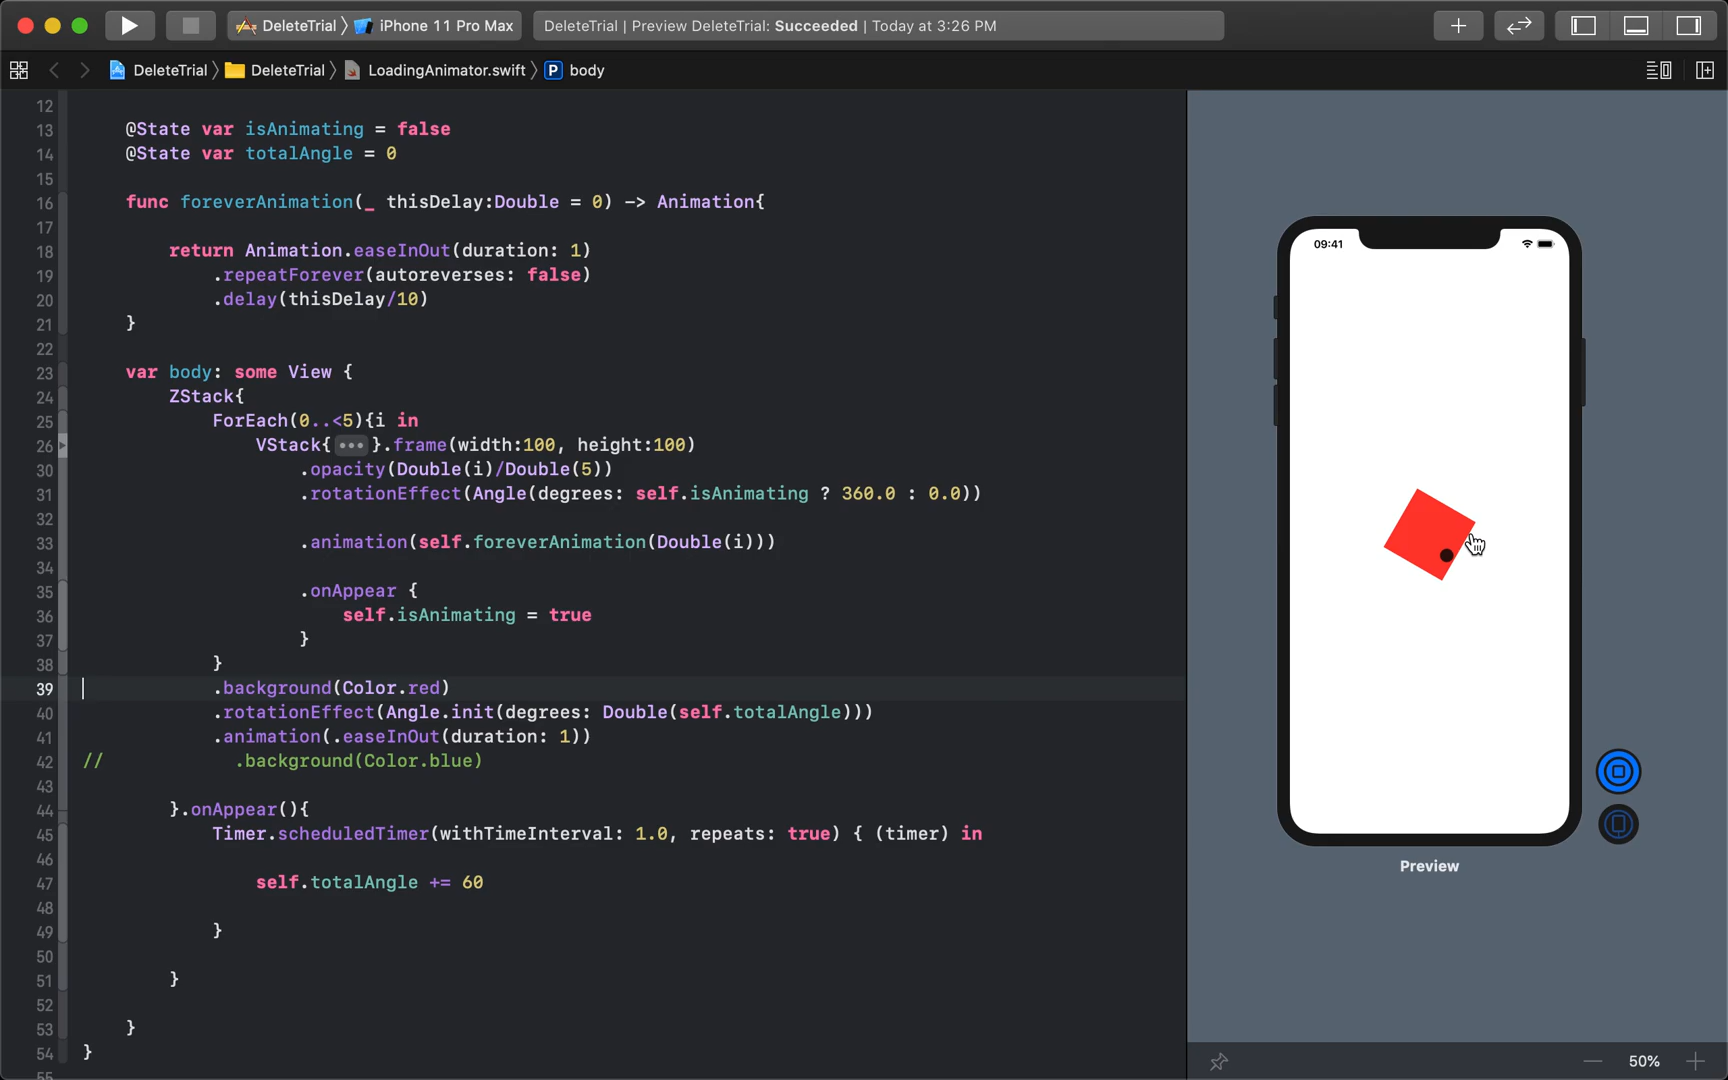 DeleteTrial 〉 iPhone 11 Pro Max
DeleteTrial | Preview DeleteTrial: Succeeded | Today at 3:26 PM
DeleteTrial 〉 DeleteTrial 〉 LoadingAnimator.swift 〉 P body
12
13 @State var isAnimating = false
14 @State var totalAngle = 0
15
16 func foreverAnimation(_ thisDelay:Double = 0) -> Animation{
17
18 return Animation.easeInOut(duration: 1)
19 .repeatForever(autoreverses: false)
20 .delay(thisDelay/10)
21 }
22
23 var body: some View {
24 ZStack{
25 ForEach(0..<5){i in
26 VStack{ ••• }.frame(width:100, height:100)
30 .opacity(Double(i)/Double(5))
31 .rotationEffect(Angle(degrees: self.isAnimating ? 360.0 : 0.0))
32
33 .animation(self.foreverAnimation(Double(i)))
34
35 .onAppear {
36 self.isAnimating = true
37 }
38 }
39 .background(Color.red)
40 .rotationEffect(Angle.init(degrees: Double(self.totalAngle)))
41 .animation(.easeInOut(duration: 1))
42 // .background(Color.blue)
43
44 }.onAppear(){
45 Timer.scheduledTimer(withTimeInterval: 1.0, repeats: true) { (timer) in
46
47 self.totalAngle += 60
48
49 }
50
51 }
52
53 }
54 }
55
09:41
Preview
50%